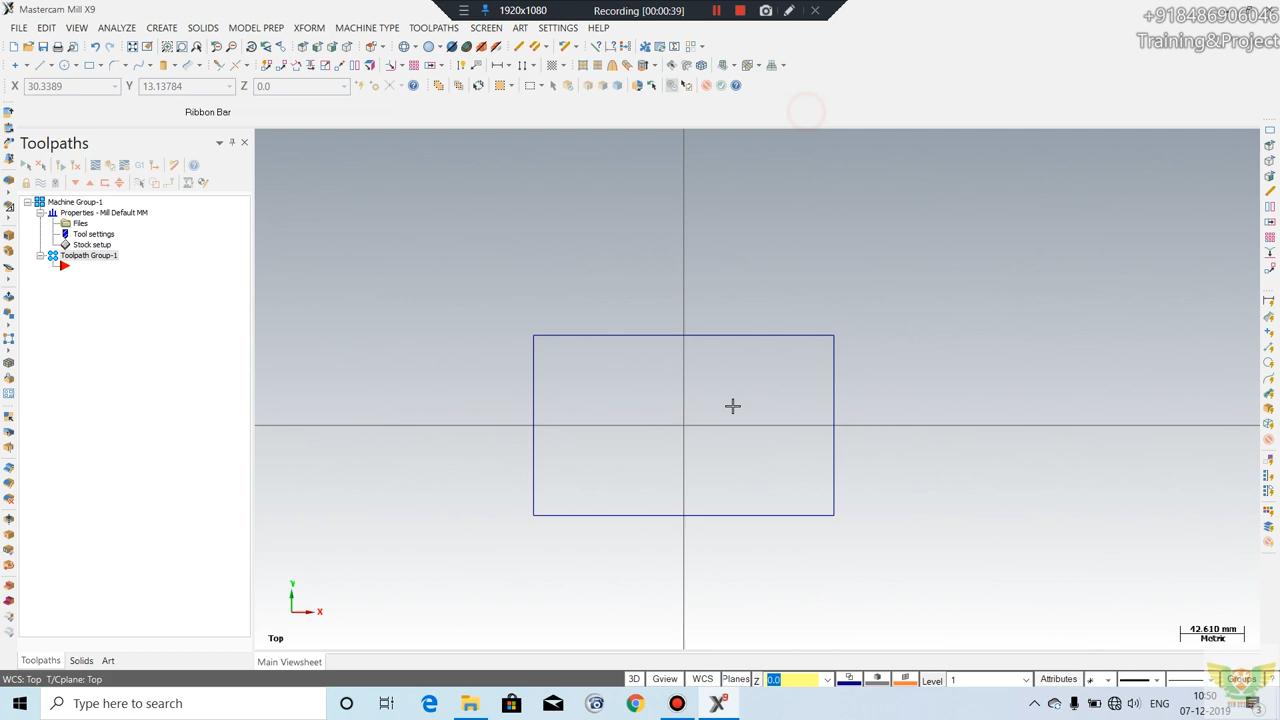 Mastercam Mill X9
1920x1080
Recording [00:00:39]
+918486906046
Training&Project
FILE EDIT VIEW ANALYZE CREATE SOLIDS MODEL PREP XFORM MACHINE TYPE TOOLPATHS SCREEN ART SETTINGS HELP
X 30.3389 Y 13.13784 Z 0.0
Ribbon Bar
Toolpaths
G1
Machine Group-1
Properties - Mill Default MM
Files
Tool settings
Stock setup
Toolpath Group-1
Y
X
Top
42.610 mm
Metric
Toolpaths Solids Art
Main Viewsheet
WCS: Top T/Cplane: Top
3D Gview WCS Planes Z 0.0 Level 1 Attributes Groups ?
Type here to search
ENG
10:50
07-12-2019
3